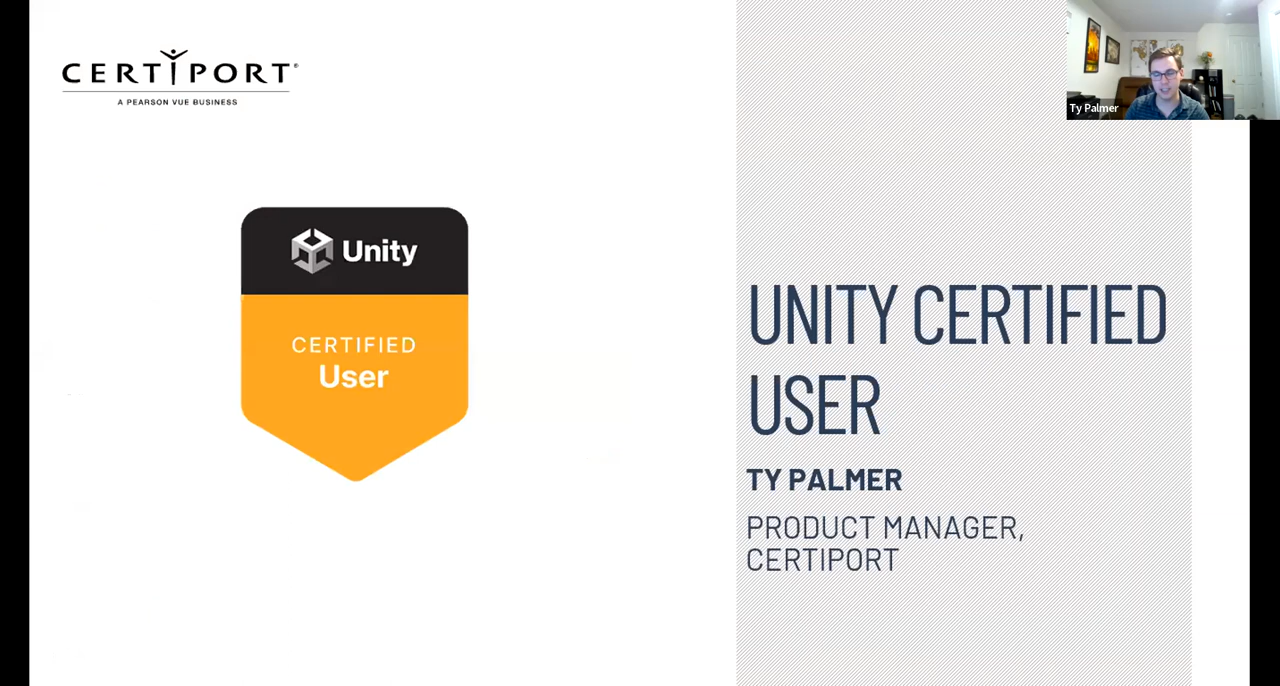 CERTIPORT®
A PEARSON VUE BUSINESS
Ty Palmer
Unity
CERTIFIED
User
UNITY CERTIFIED
USER
TY PALMER
PRODUCT MANAGER,
CERTIPORT